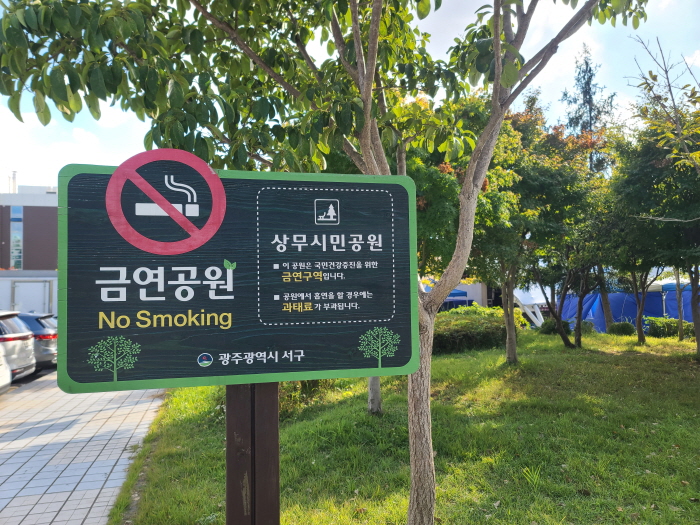 금연공원
No Smoking
상무시민공원
■ 이 공원은 국민건강증진을 위한
금연구역입니다.
■ 공원에서 흡연을 할 경우에는
과태료가 부과됩니다.
광주광역시 서구